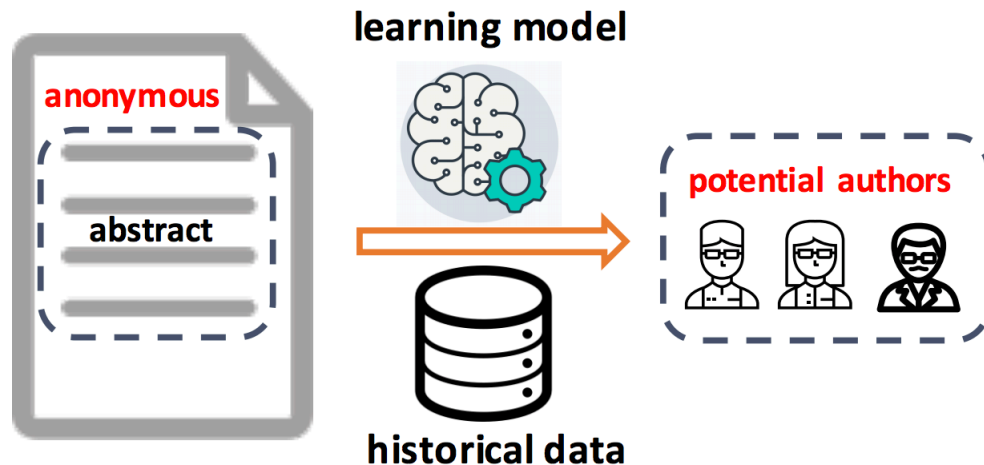 learning model
anonymous
abstract
potential authors
historical data